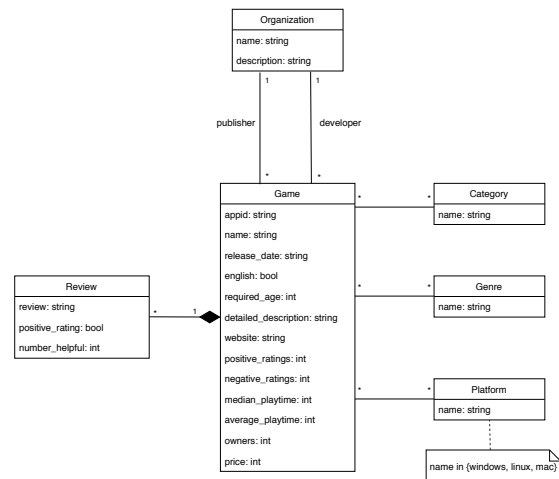 Organization
name: string
description: string
1
1
publisher
developer
*
*
Game
appid: string
name: string
release_date: string
english: bool
required_age: int
detailed_description: string
website: string
positive_ratings: int
negative_ratings: int
median_playtime: int
average_playtime: int
owners: int
price: int
*
*
Category
name: string
Review
review: string
positive_rating: bool
number_helpful: int
*
1
*
*
Genre
name: string
*
*
Platform
name: string
name in {windows, linux, mac}